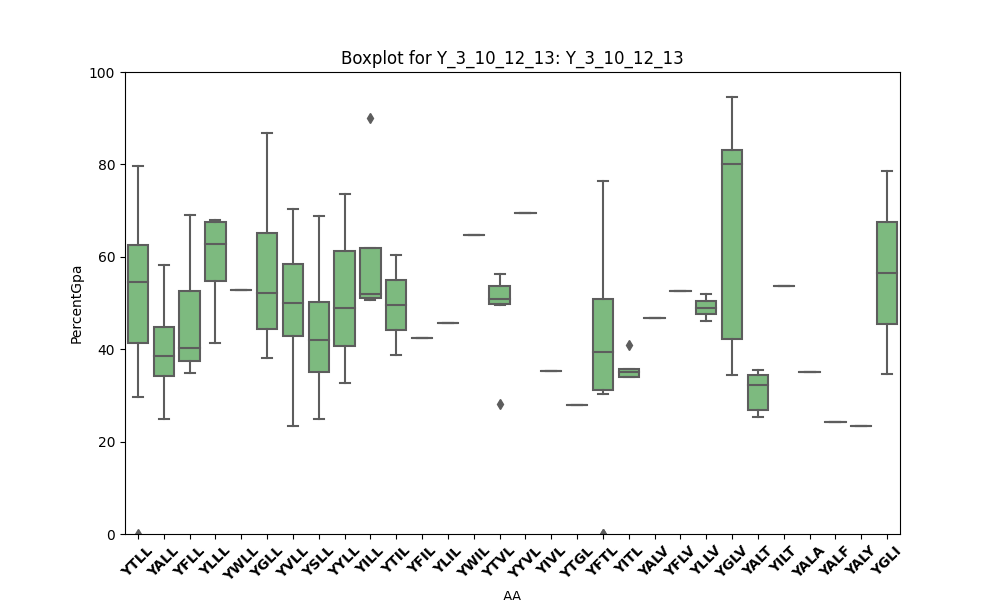 Boxplot for Y_3_10_12_13: Y_3_10_12_13
100
80
60
40
20
0
PercentGpa
YTLL YALL YFLL YLLL YWLL YGLL YVLL YSLL YYLL YILL YTIL YFIL YLIL YWIL YTVL YYVL YIVL YTGL YFTL YITL YALV YFLV YLLV YGLV YALT YILT YALA YALF YALY YGLI
AA